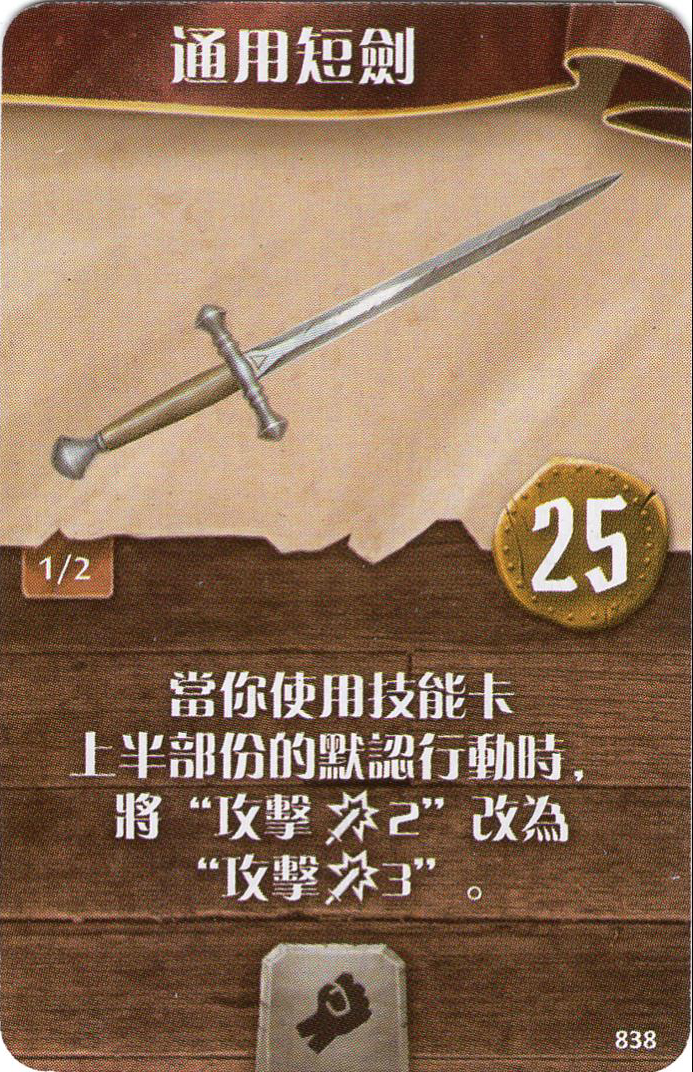 通用短劍
25
1/2
當你使用技能卡
上半部份的默認行動時，
將“攻擊 2”改為
“攻擊 3”。
838